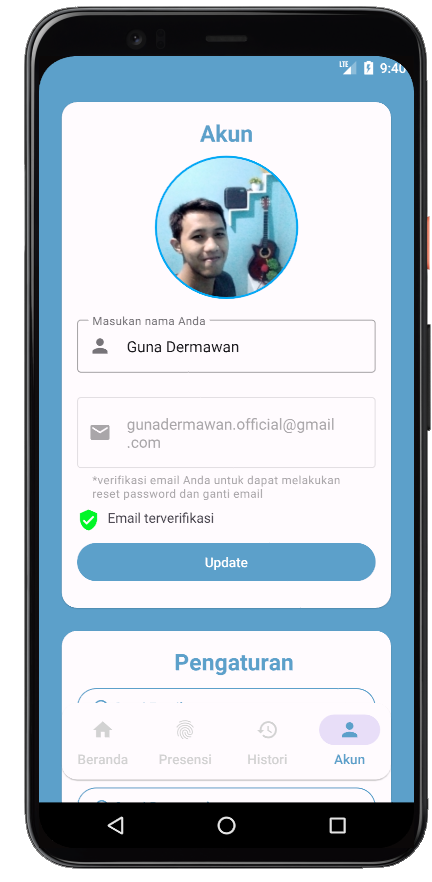 LTE 9:40
Akun
Masukan nama Anda
Guna Dermawan
gunadermawan.official@gmail
.com
*verifikasi email Anda untuk dapat melakukan
reset password dan ganti email
Email terverifikasi
Update
Pengaturan
Beranda Presensi Histori Akun